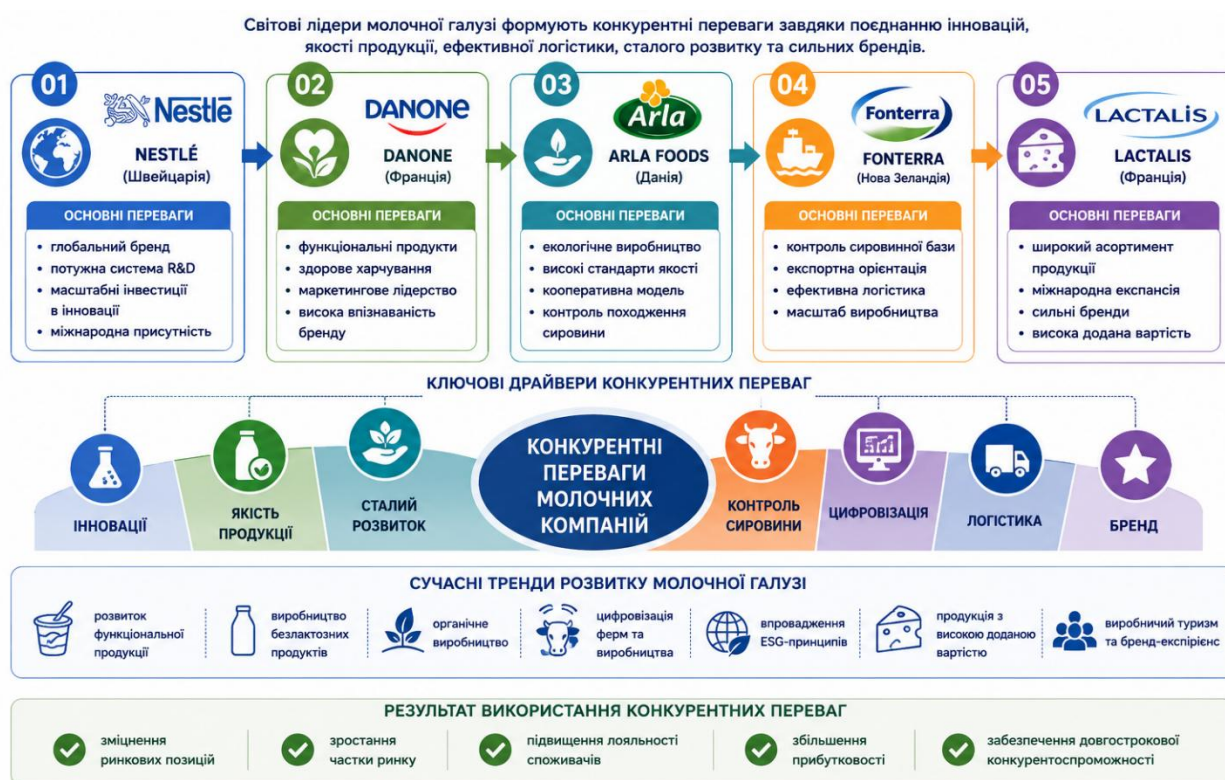 Світові лідери молочної галузі формують конкурентні переваги завдяки поєднанню інновацій,
якості продукції, ефективної логістики, сталого розвитку та сильних брендів.
01
Nestlé
NESTLÉ
(Швейцарія)
ОСНОВНІ ПЕРЕВАГИ
• глобальний бренд
• потужна система R&D
• масштабні інвестиції
в інновації
• міжнародна присутність
02
DANONE
DANONE
(Франція)
ОСНОВНІ ПЕРЕВАГИ
• функціональні продукти
• здорове харчування
• маркетингове лідерство
• висока впізнаваність
бренду
03
Arla
ARLA FOODS
(Данія)
ОСНОВНІ ПЕРЕВАГИ
• екологічне виробництво
• високі стандарти якості
• кооперативна модель
• контроль походження
сировини
04
Fonterra
FONTERRA
(Нова Зеландія)
ОСНОВНІ ПЕРЕВАГИ
• контроль сировинної бази
• експортна орієнтація
• ефективна логістика
• масштаб виробництва
05
LACTALIS
LACTALIS
(Франція)
ОСНОВНІ ПЕРЕВАГИ
• широкий асортимент
продукції
• міжнародна експансія
• сильні бренди
• висока додана вартість
КЛЮЧОВІ ДРАЙВЕРИ КОНКУРЕНТНИХ ПЕРЕВАГ
ІННОВАЦІЇ
ЯКІСТЬ
ПРОДУКЦІЇ
СТАЛИЙ
РОЗВИТОК
КОНКУРЕНТНІ
ПЕРЕВАГИ
МОЛОЧНИХ
КОМПАНІЙ
КОНТРОЛЬ
СИРОВИНИ
ЦИФРОВІЗАЦІЯ
ЛОГІСТИКА
БРЕНД
СУЧАСНІ ТРЕНДИ РОЗВИТКУ МОЛОЧНОЇ ГАЛУЗІ
розвиток
функціональної
продукції
виробництво
безлактозних
продуктів
органічне
виробництво
цифровізація
ферм та
виробництва
впровадження
ESG-принципів
продукція з
високою доданою
вартістю
виробничий туризм
та бренд-експірієнс
РЕЗУЛЬТАТ ВИКОРИСТАННЯ КОНКУРЕНТНИХ ПЕРЕВАГ
зміцнення
ринкових позицій
зростання
частки ринку
підвищення лояльності
споживачів
збільшення
прибутковості
забезпечення довгострокової
конкурентоспроможності